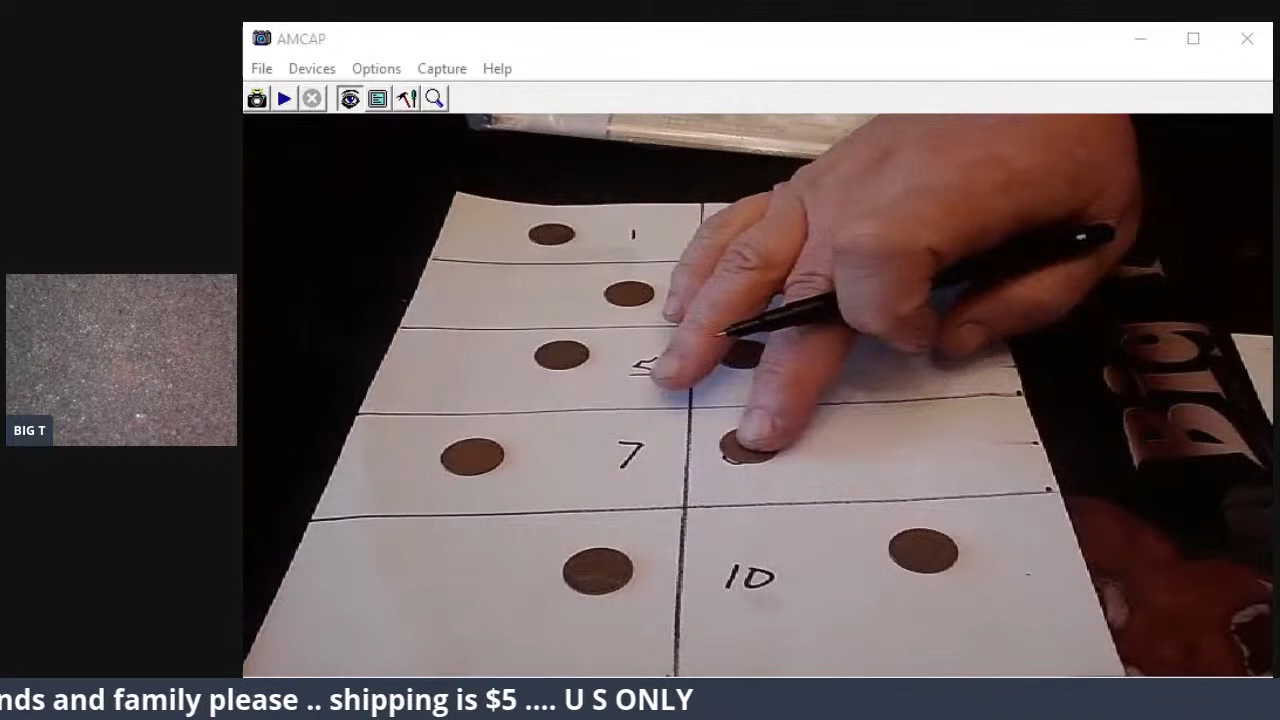 AMCAP
File Devices Options Capture Help
1
5
7
10
BIG
BIG T
nds and family please .. shipping is $5 .... U S ONLY